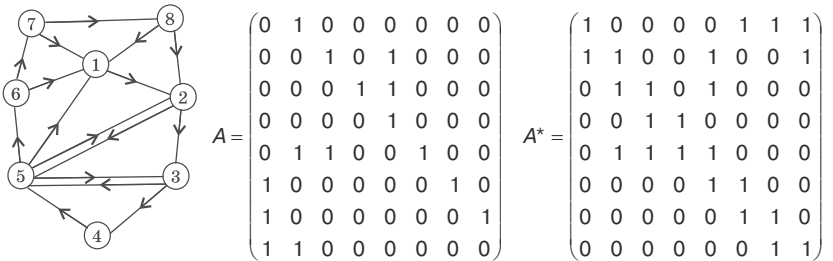 7 8
1
6 2
5 3
4
A =
0 1 0 0 0 0 0 0
0 0 1 0 1 0 0 0
0 0 0 1 1 0 0 0
0 0 0 0 1 0 0 0
0 1 1 0 0 1 0 0
1 0 0 0 0 0 1 0
1 0 0 0 0 0 0 1
1 1 0 0 0 0 0 0
A* =
1 0 0 0 0 1 1 1
1 1 0 0 1 0 0 1
0 1 1 0 1 0 0 0
0 0 1 1 0 0 0 0
0 1 1 1 1 0 0 0
0 0 0 0 1 1 0 0
0 0 0 0 0 1 1 0
0 0 0 0 0 0 1 1